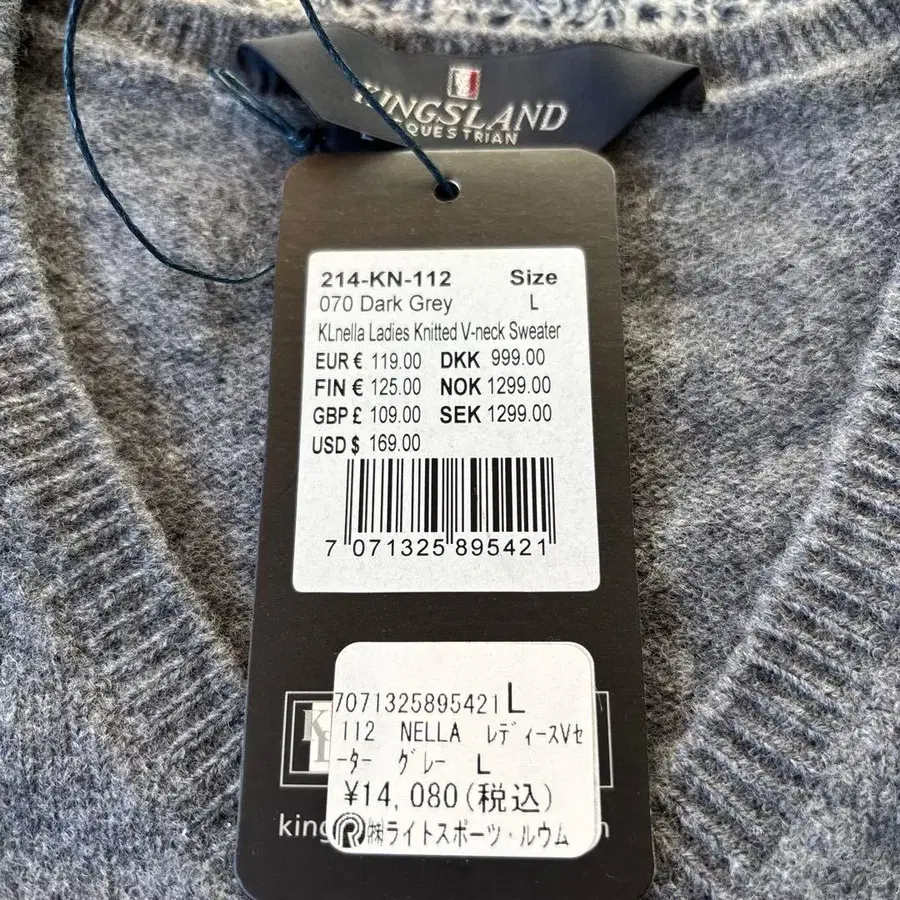 KINGSLAND
EQUESTRIAN
214-KN-112 Size
070 Dark Grey L
KLnella Ladies Knitted V-neck Sweater
EUR € 119.00 DKK 999.00
FIN € 125.00 NOK 1299.00
GBP £ 109.00 SEK 1299.00
USD $ 169.00
7 071325 895421
7071325895421 L
112 NELLA ﾚﾃﾞｨｰｽVｾ
ｰﾀｰ ｸﾞﾚｰ L
¥14,080(税込)
king R ㈱ライトスポーツ・ルウム